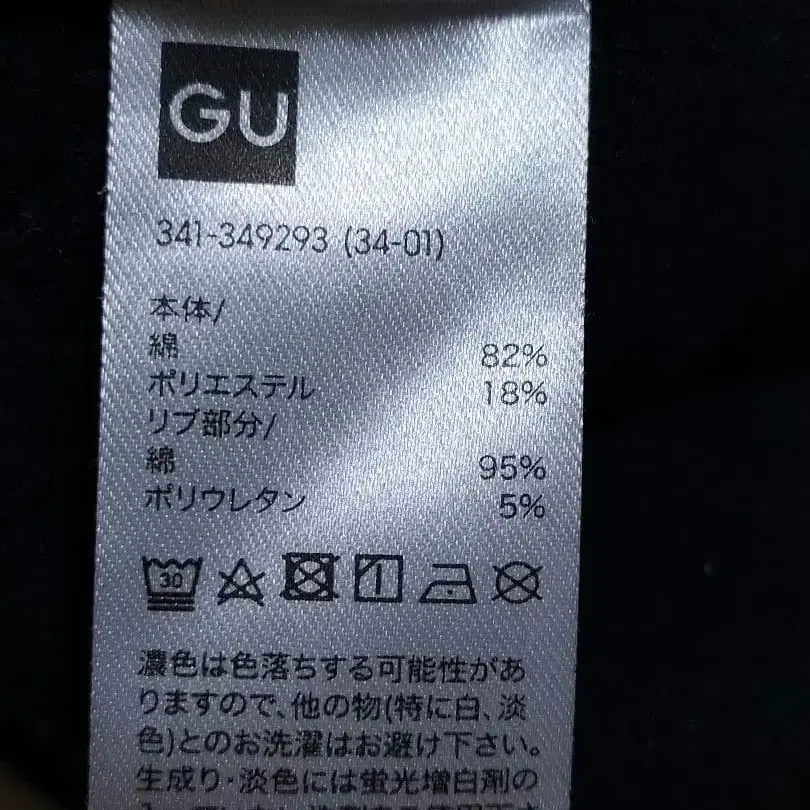 GU
341-349293 (34-01)
本体/
綿 82%
ポリエステル 18%
リブ部分/
綿 95%
ポリウレタン 5%
30
濃色は色落ちする可能性があ
りますので､他の物(特に白､淡
色)とのお洗濯はお避け下さい｡
生成り･淡色には蛍光増白剤の